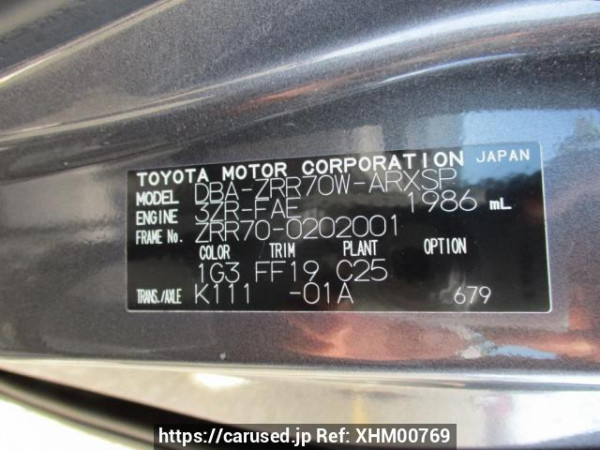 TOYOTA MOTOR CORPORATION JAPAN
MODEL DBA-ZRR70W-ARXSP
ENGINE 3ZR-FAE 1986 mL
FRAME No. ZRR70-0202001
COLOR TRIM PLANT OPTION
1G3 FF19 C25
TRANS./AXLE K111 -01A 679
https://carused.jp Ref: XHM00769